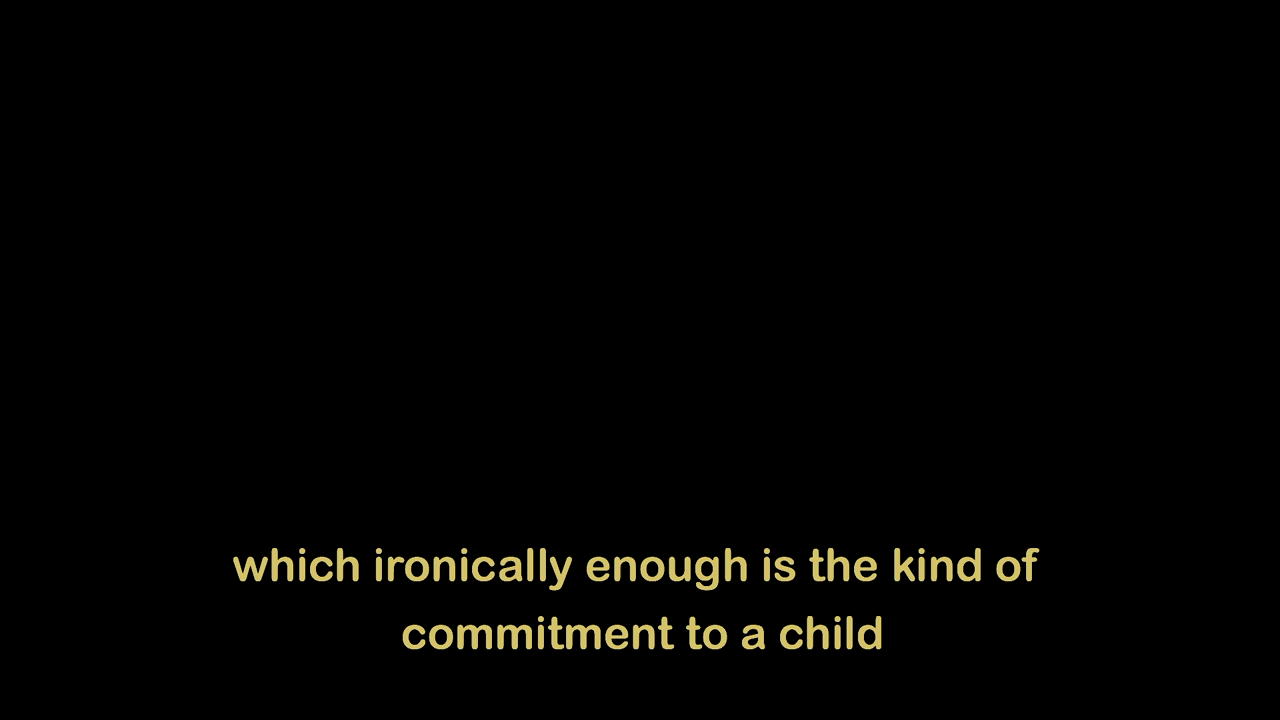 which ironically enough is the kind of
commitment to a child